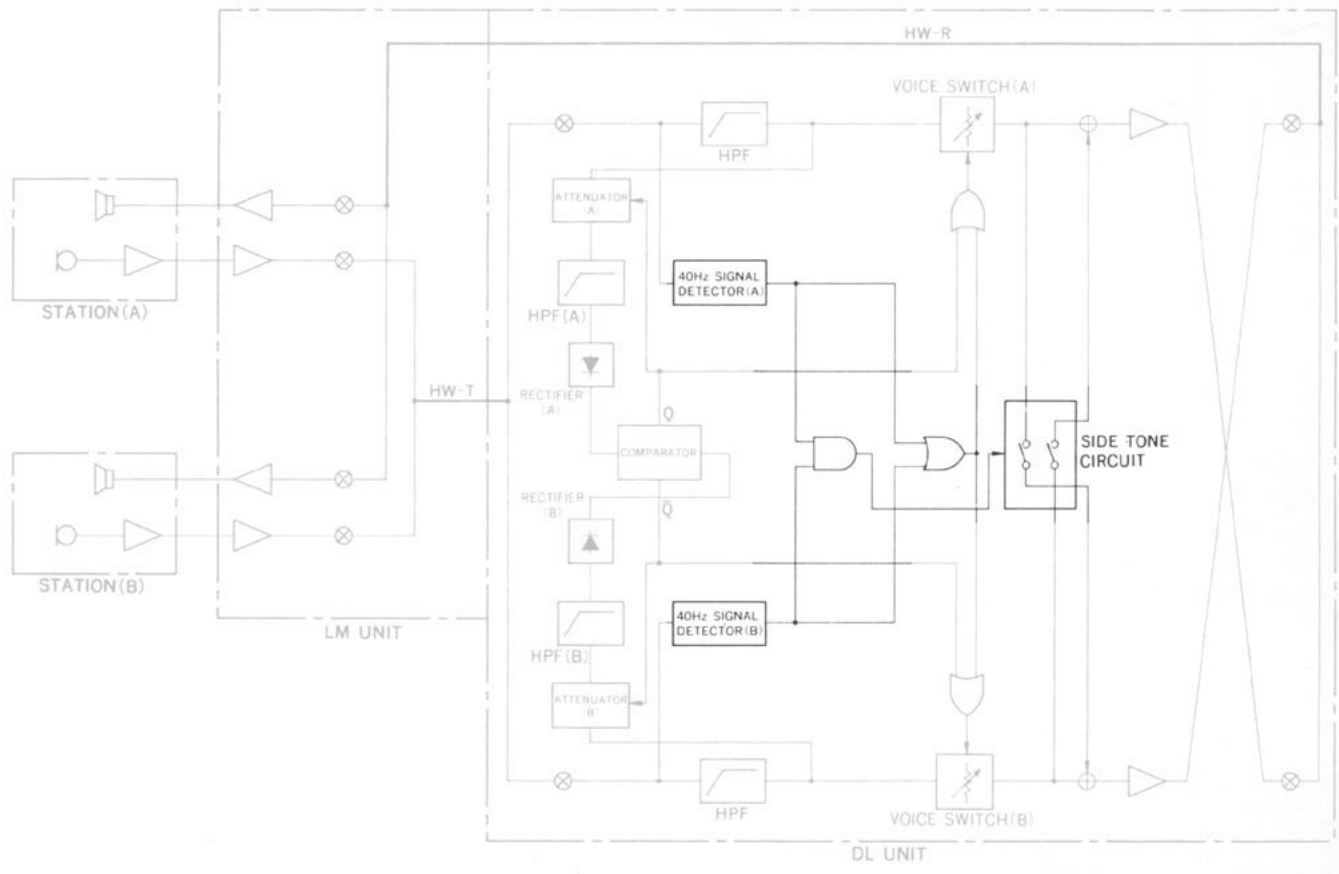 HW-R
VOICE SWITCH(A)
HPF
ATTENUATOR
(A)
STATION(A)
40Hz SIGNAL
DETECTOR(A)
HPF(A)
HW-T
RECTIFIER
(A)
Q
COMPARATOR
SIDE TONE
CIRCUIT
RECTIFIER
(B)
Q̅
STATION(B)
40Hz SIGNAL
DETECTOR(B)
LM UNIT
HPF(B)
ATTENUATOR
(B)
HPF
VOICE SWITCH(B)
DL UNIT